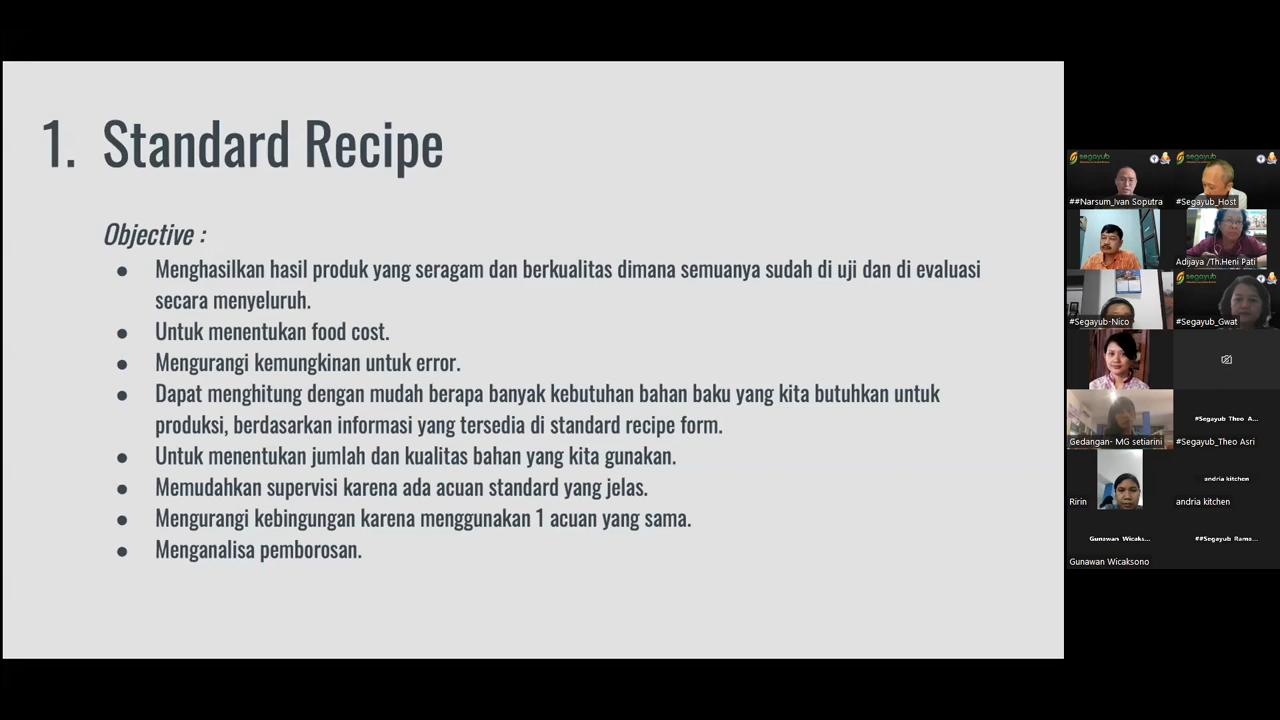 1. Standard Recipe
Objective :
● Menghasilkan hasil produk yang seragam dan berkualitas dimana semuanya sudah di uji dan di evaluasi
secara menyeluruh.
● Untuk menentukan food cost.
● Mengurangi kemungkinan untuk error.
● Dapat menghitung dengan mudah berapa banyak kebutuhan bahan baku yang kita butuhkan untuk
produksi, berdasarkan informasi yang tersedia di standard recipe form.
● Untuk menentukan jumlah dan kualitas bahan yang kita gunakan.
● Memudahkan supervisi karena ada acuan standard yang jelas.
● Mengurangi kebingungan karena menggunakan 1 acuan yang sama.
● Menganalisa pemborosan.
segayub
segayub
##Narsum_Ivan Soputra
#Segayub_Host
Adijaya /Th.Heni Pati
segayub
#Segayub-Nico
#Segayub_Gwat
Gedangan- MG setiarini
#Segayub Theo A...
#Segayub_Theo Asri
Ririn
andria kitchen
andria kitchen
Gunawan Wicaks...
##Segayub Rama...
Gunawan Wicaksono